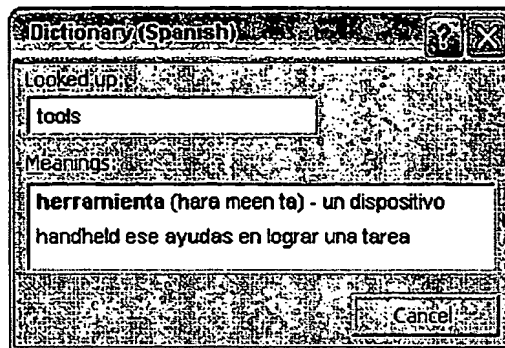 Dictionary (Spanish)
Looked up
tools
Meanings
herramienta (hara meen ta) - un dispositivo
handheld ese ayudas en lograr una tarea
Cancel